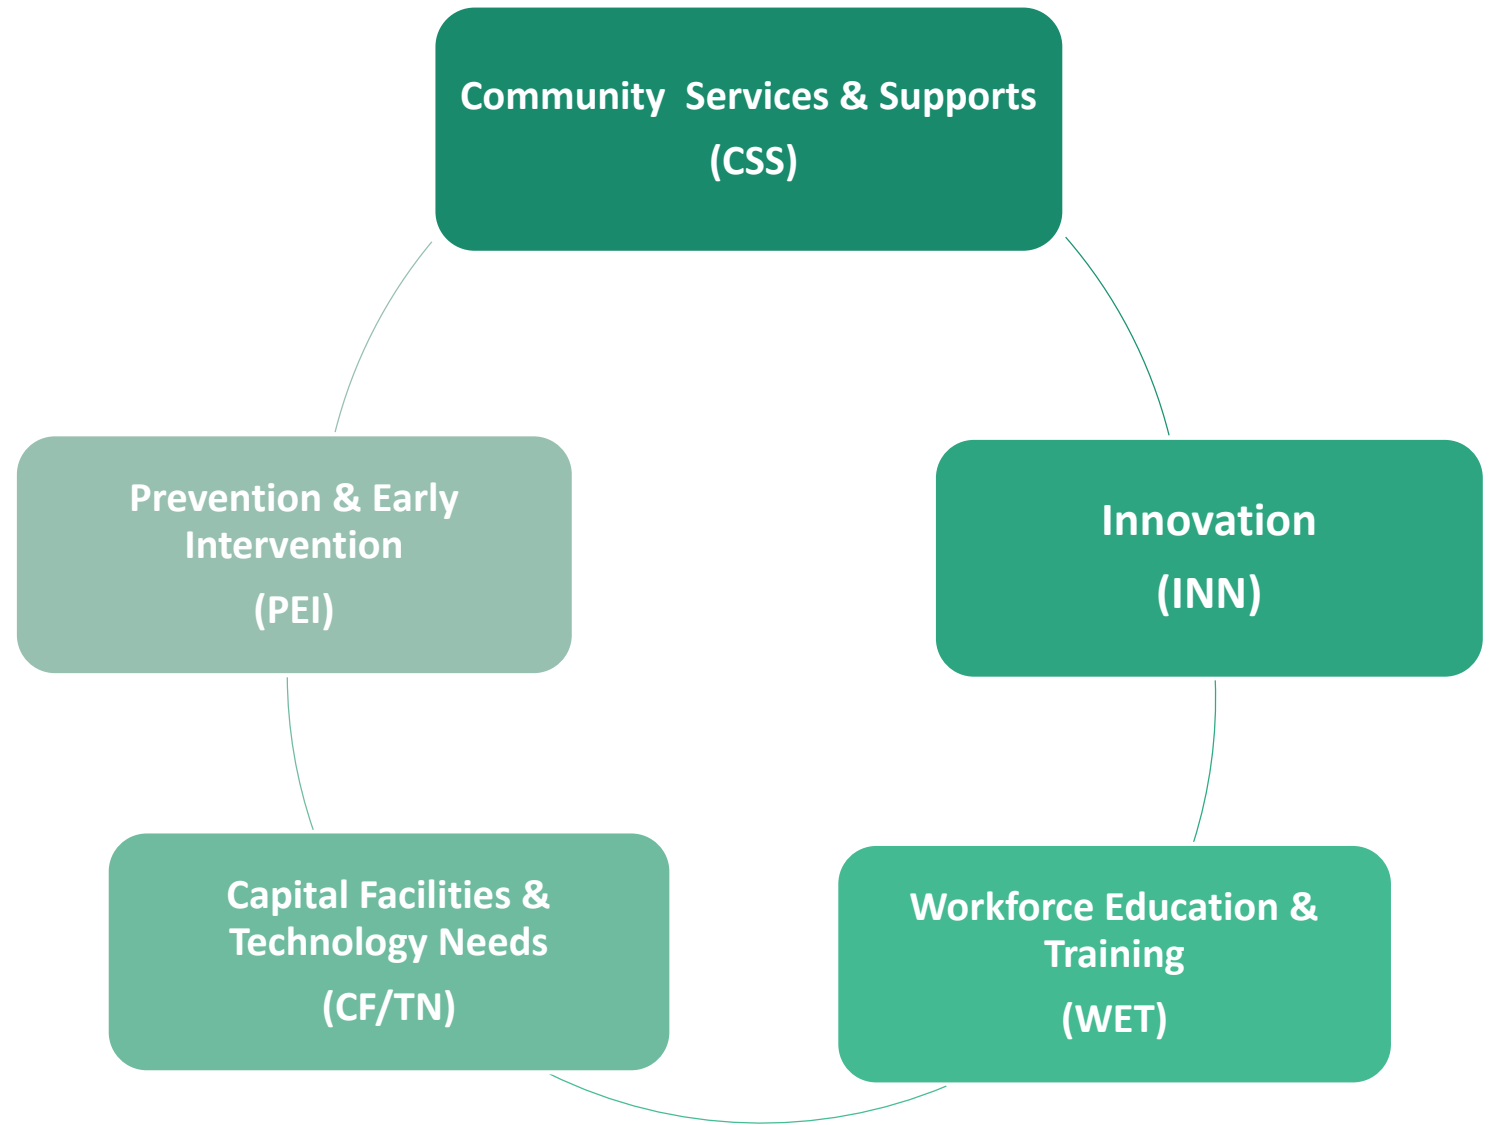 Community  Services & Supports
(CSS)
Prevention & Early
Intervention
(PEI)
Innovation
(INN)
Capital Facilities &
Technology Needs
(CF/TN)
Workforce Education &
Training
(WET)